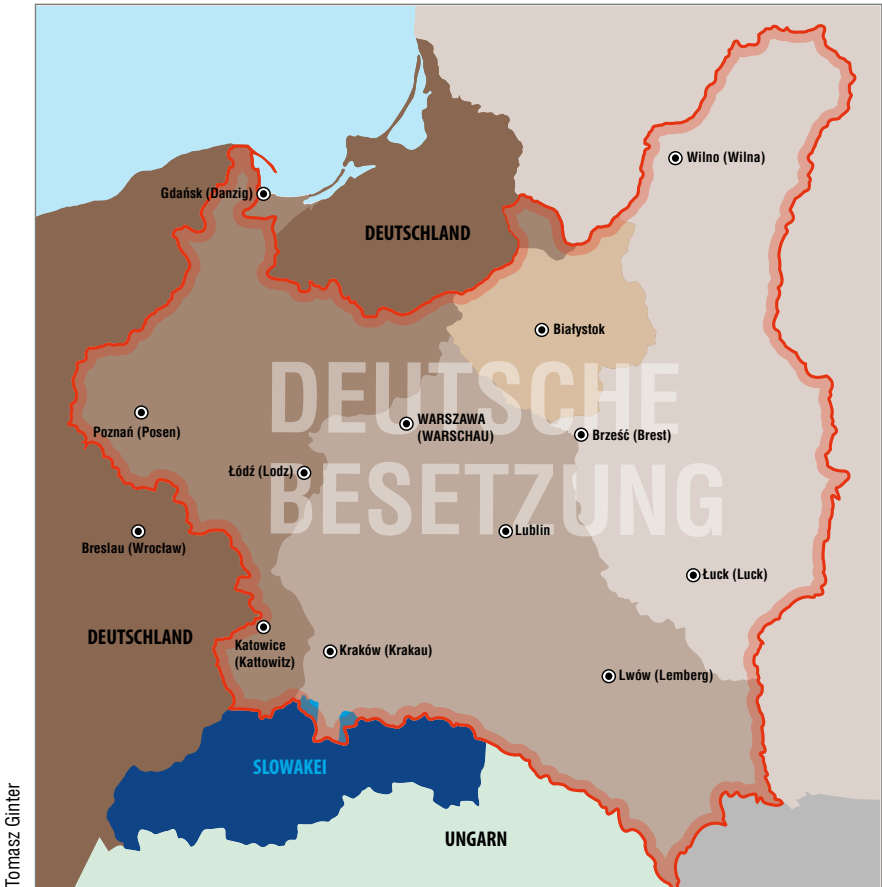 Wilno (Wilna)
Gdańsk (Danzig)
DEUTSCHLAND
Białystok
DEUTSCHE
BESETZUNG
WARSZAWA
(WARSCHAU)
Poznań (Posen)
Brześć (Brest)
Łódź (Lodz)
Lublin
Breslau (Wrocław)
Łuck (Luck)
DEUTSCHLAND
Katowice
(Kattowitz)
Kraków (Krakau)
Lwów (Lemberg)
SLOWAKEI
UNGARN
Tomasz Ginter